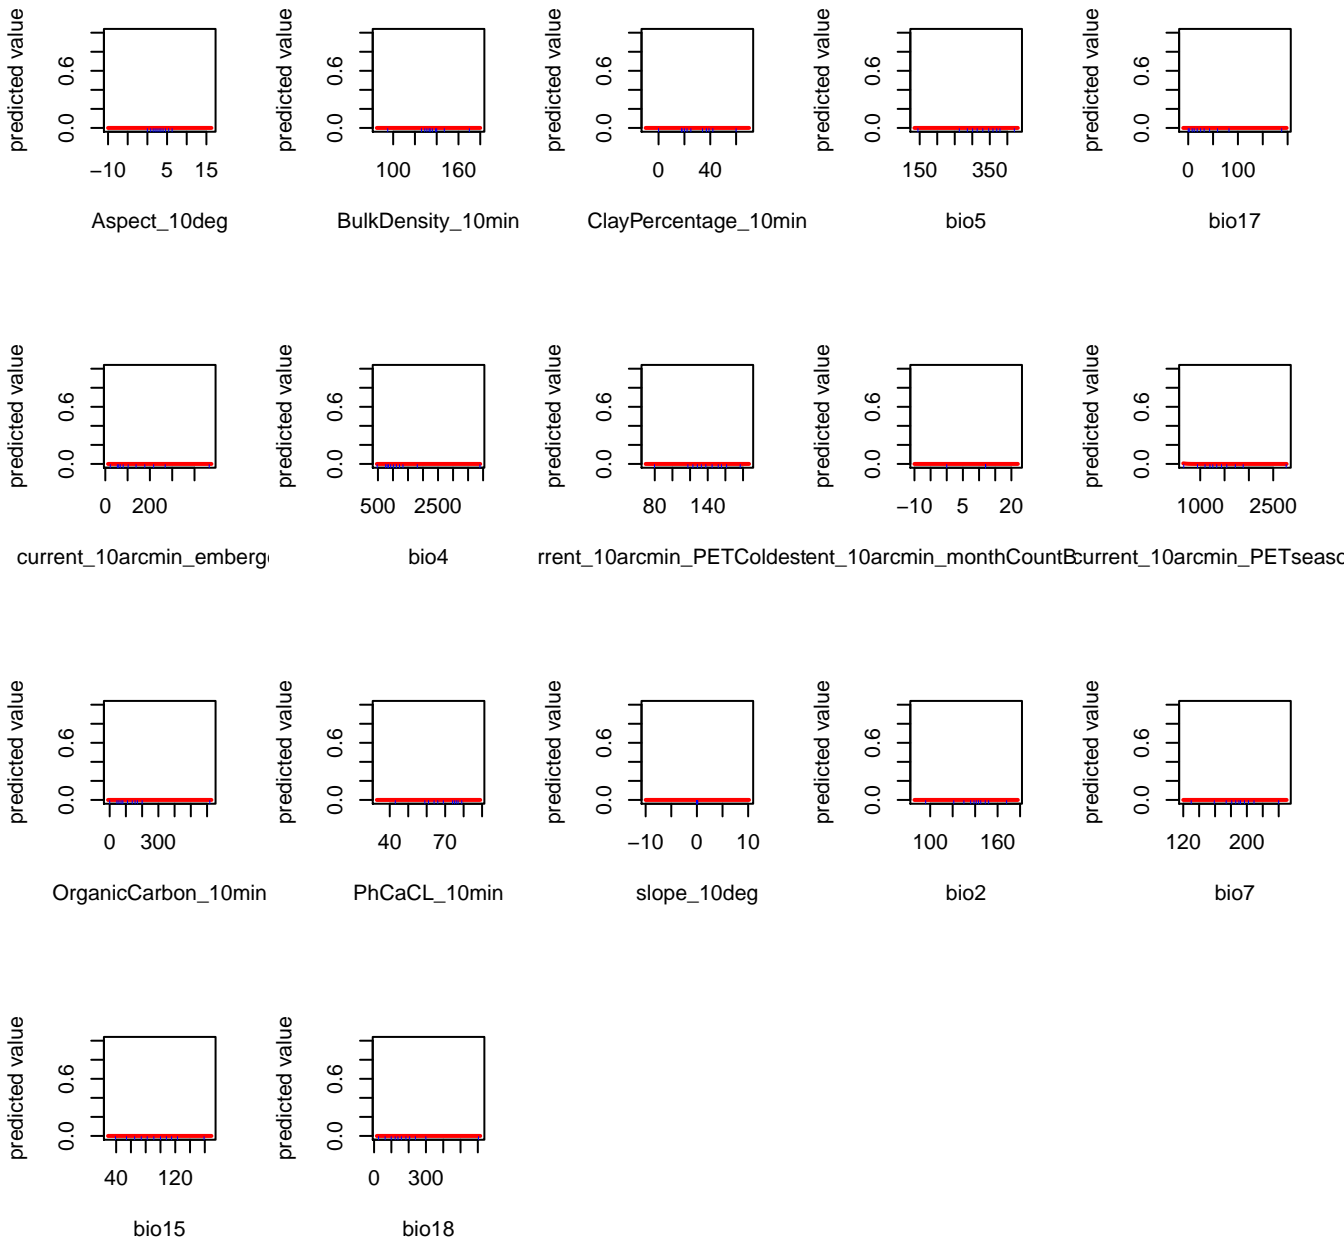 predicted value predicted value predicted value predicted value predicted value
0.6 0.6 0.6 0.6 0.6
0.0 0.0 0.0 0.0 0.0
−10 5 15 100 160 0 40 150 350 0 100
Aspect_10deg BulkDensity_10min ClayPercentage_10min bio5 bio17
predicted value predicted value predicted value predicted value predicted value
0.6 0.6 0.6 0.6 0.6
0.0 0.0 0.0 0.0 0.0
0 200 500 2500 80 140 −10 5 20 1000 2500
current_10arcmin_emberge bio4 rrent_10arcmin_PETColdest ent_10arcmin_monthCountB current_10arcmin_PETseaso
predicted value predicted value predicted value predicted value predicted value
0.6 0.6 0.6 0.6 0.6
0.0 0.0 0.0 0.0 0.0
0 300 40 70 −10 0 10 100 160 120 200
OrganicCarbon_10min PhCaCL_10min slope_10deg bio2 bio7
predicted value predicted value
0.6 0.6
0.0 0.0
40 120 0 300
bio15 bio18